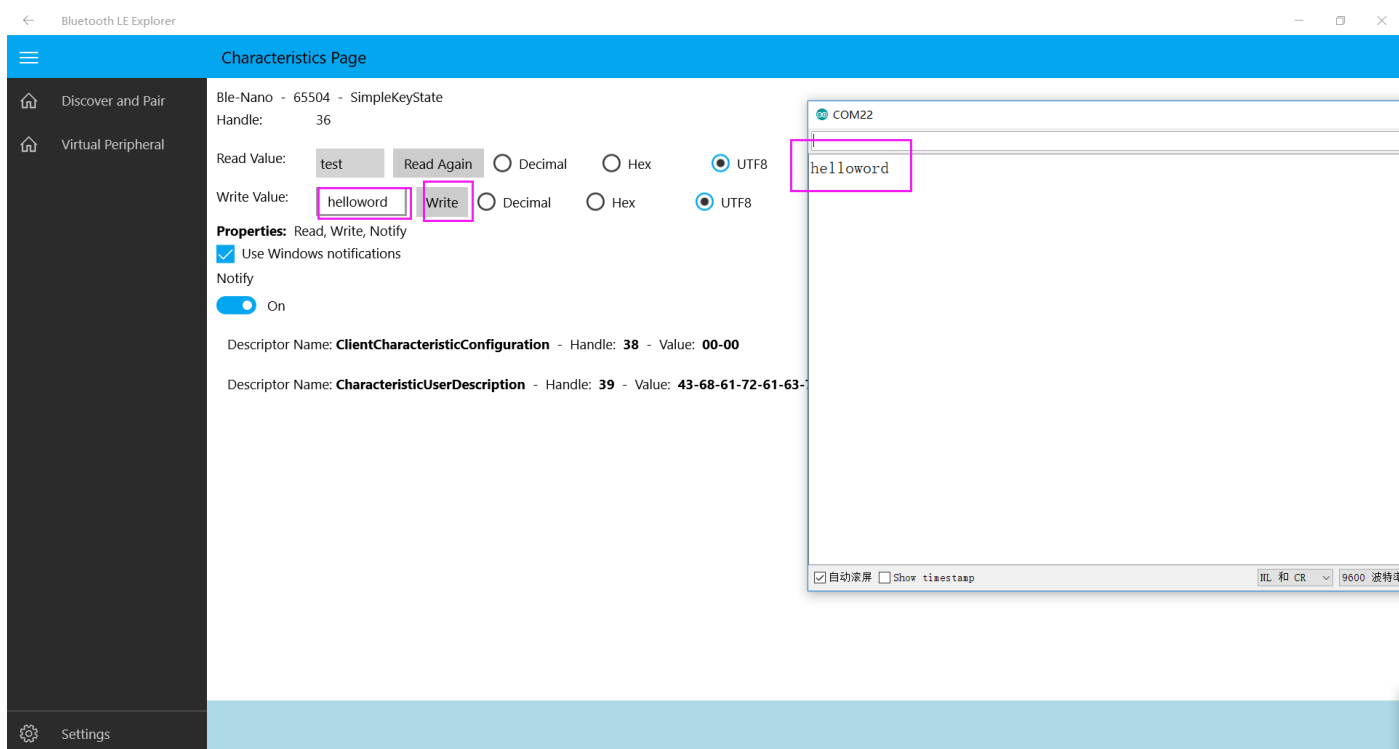 Bluetooth LE Explorer
Characteristics Page
Discover and Pair
Virtual Peripheral
Settings
Ble-Nano - 65504 - SimpleKeyState
Handle: 36
Read Value: test Read Again Decimal Hex UTF8
Write Value: helloword Write Decimal Hex UTF8
Properties: Read, Write, Notify
Use Windows notifications
Notify
On
Descriptor Name: ClientCharacteristicConfiguration - Handle: 38 - Value: 00-00
Descriptor Name: CharacteristicUserDescription - Handle: 39 - Value: 43-68-61-72-61-63-
COM22
helloword
自动滚屏 Show timestamp NL 和 CR 9600 波特率